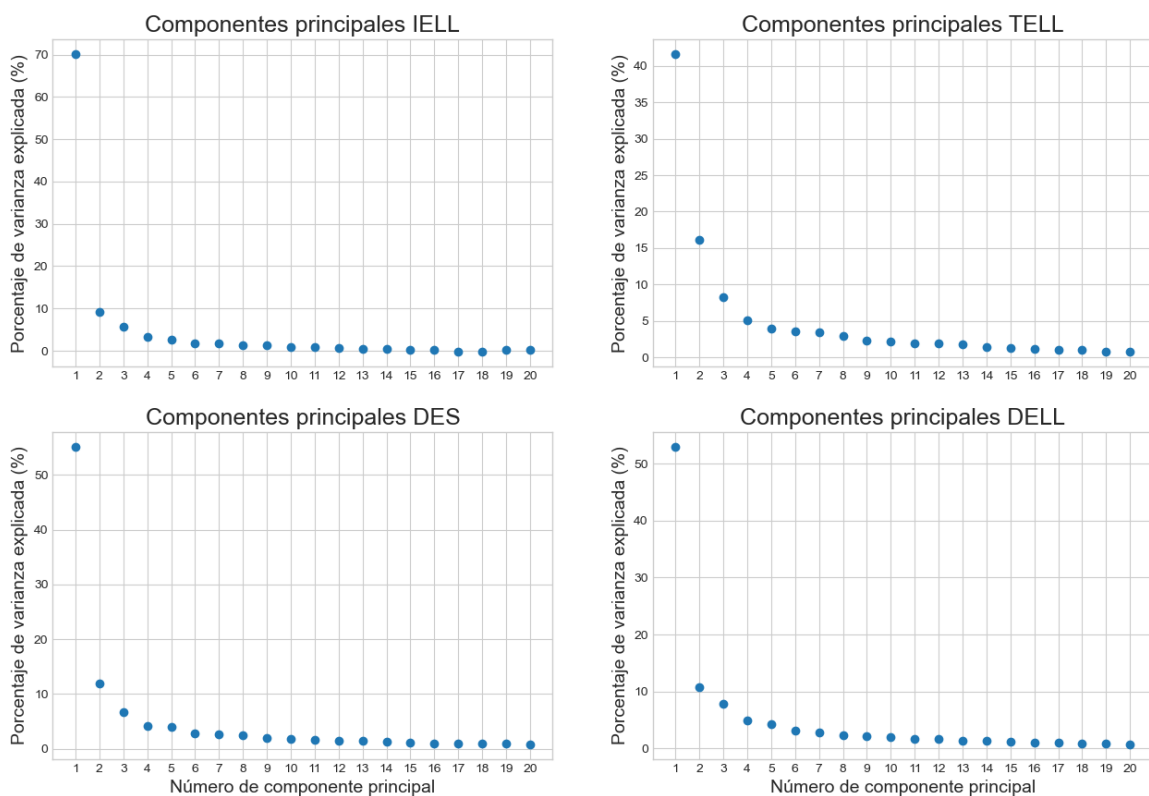 Componentes principales IELL
Porcentaje de varianza explicada (%)
70
60
50
40
30
20
10
0
1 2 3 4 5 6 7 8 9 10 11 12 13 14 15 16 17 18 19 20
Componentes principales TELL
Porcentaje de varianza explicada (%)
40
35
30
25
20
15
10
5
0
1 2 3 4 5 6 7 8 9 10 11 12 13 14 15 16 17 18 19 20
Componentes principales DES
Porcentaje de varianza explicada (%)
50
40
30
20
10
0
1 2 3 4 5 6 7 8 9 10 11 12 13 14 15 16 17 18 19 20
Número de componente principal
Componentes principales DELL
Porcentaje de varianza explicada (%)
50
40
30
20
10
0
1 2 3 4 5 6 7 8 9 10 11 12 13 14 15 16 17 18 19 20
Número de componente principal